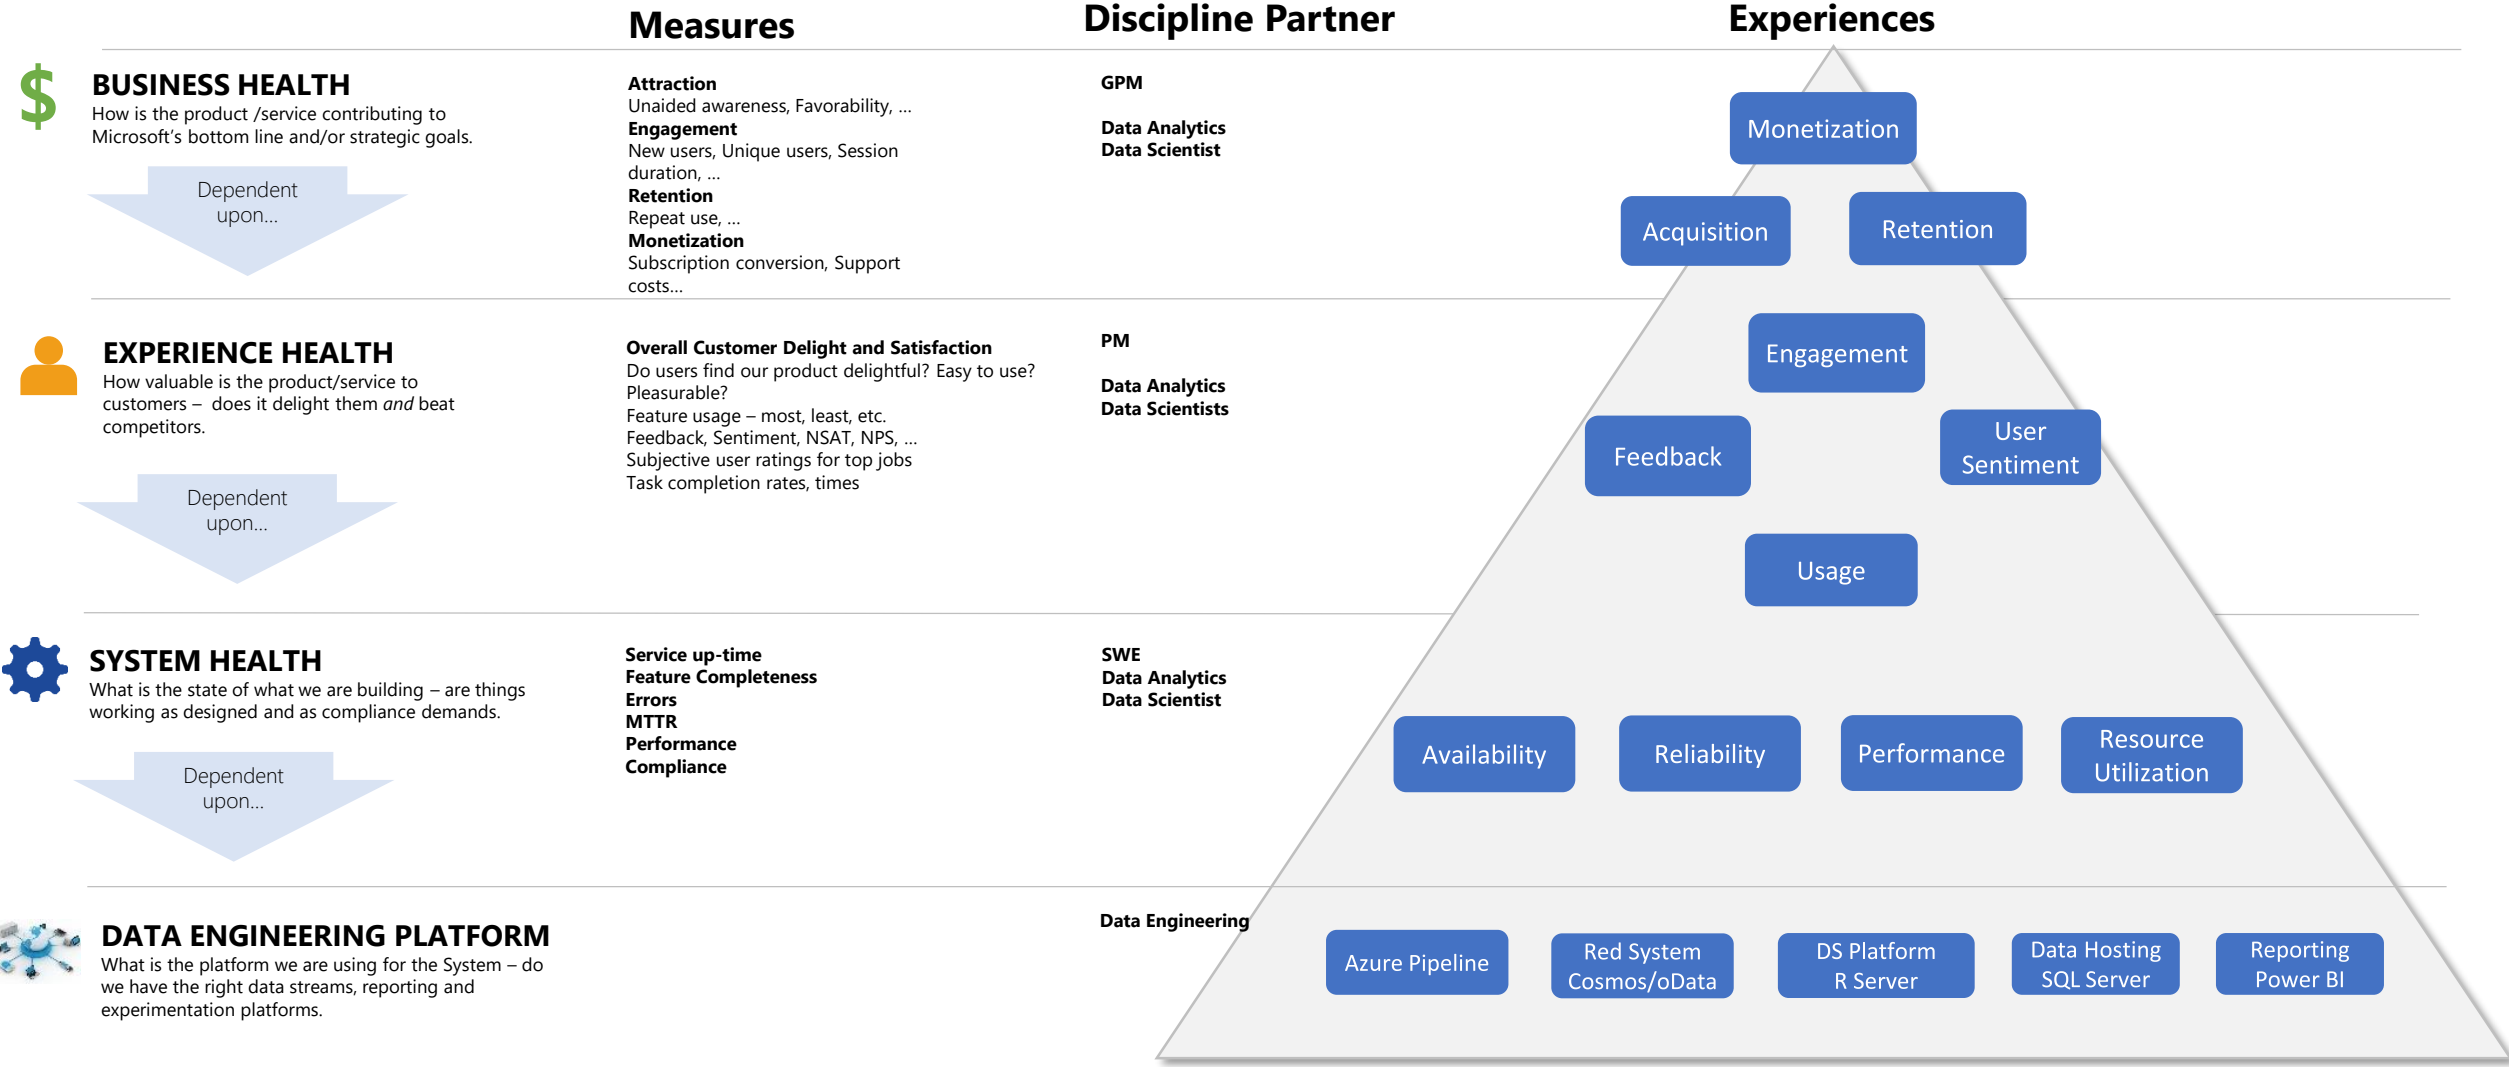 Measures
Discipline Partner
Experiences
BUSINESS HEALTH
How is the product /service contributing to
Microsoft's bottom line and/or strategic goals.
Dependent
upon...
Attraction
Unaided awareness, Favorability, ...
Engagement
New users, Unique users, Session
duration, ...
Retention
Repeat use, ...
Monetization
Subscription conversion, Support
costs...
GPM
Data Analytics
Data Scientist
Monetization
Acquisition
Retention
EXPERIENCE HEALTH
How valuable is the product/service to
customers – does it delight them and beat
competitors.
Dependent
upon...
Overall Customer Delight and Satisfaction
Do users find our product delightful? Easy to use?
Pleasurable?
Feature usage – most, least, etc.
Feedback, Sentiment, NSAT, NPS, ...
Subjective user ratings for top jobs
Task completion rates, times
PM
Data Analytics
Data Scientists
Engagement
Feedback
User
Sentiment
Usage
SYSTEM HEALTH
What is the state of what we are building – are things
working as designed and as compliance demands.
Dependent
upon...
Service up-time
Feature Completeness
Errors
MTTR
Performance
Compliance
SWE
Data Analytics
Data Scientist
Availability
Reliability
Performance
Resource
Utilization
DATA ENGINEERING PLATFORM
What is the platform we are using for the System – do
we have the right data streams, reporting and
experimentation platforms.
Data Engineering
Azure Pipeline
Red System
Cosmos/oData
DS Platform
R Server
Data Hosting
SQL Server
Reporting
Power BI